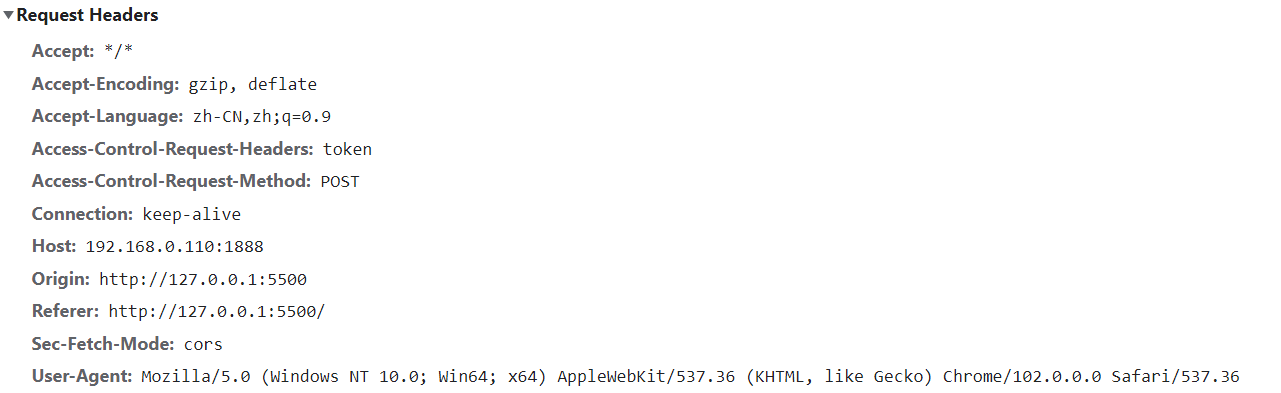 Request Headers
Accept: */*
Accept-Encoding: gzip, deflate
Accept-Language: zh-CN,zh;q=0.9
Access-Control-Request-Headers: token
Access-Control-Request-Method: POST
Connection: keep-alive
Host: 192.168.0.110:1888
Origin: http://127.0.0.1:5500
Referer: http://127.0.0.1:5500/
Sec-Fetch-Mode: cors
User-Agent: Mozilla/5.0 (Windows NT 10.0; Win64; x64) AppleWebKit/537.36 (KHTML, like Gecko) Chrome/102.0.0.0 Safari/537.36